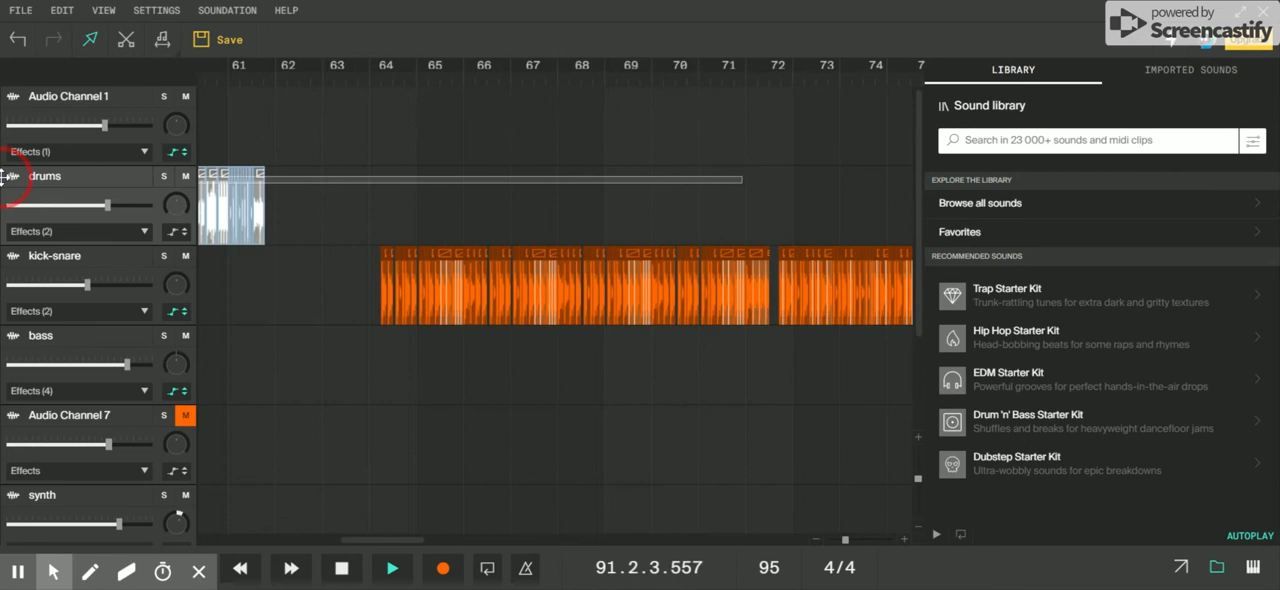 FILE EDIT VIEW SETTINGS SOUNDATION HELP
powered by
Screencastify
Save
61 62 63 64 65 66 67 68 69 70 71 72 73 74 7
LIBRARY IMPORTED SOUNDS
Audio Channel 1 S M
Sound library
Search in 23 000+ sounds and midi clips
Effects (1)
drums S M
EXPLORE THE LIBRARY
Browse all sounds
Effects (2)
Favorites
kick-snare S M
RECOMMENDED SOUNDS
Trap Starter Kit
Trunk-rattling tunes for extra dark and gritty textures
Effects (2)
Hip Hop Starter Kit
Head-bobbing beats for some raps and rhymes
bass S M
EDM Starter Kit
Powerful grooves for perfect hands-in-the-air drops
Effects (4)
Drum 'n' Bass Starter Kit
Shuffles and breaks for heavyweight dancefloor jams
Audio Channel 7 S M
Dubstep Starter Kit
Ultra-wobbly sounds for epic breakdowns
Effects
synth S M
AUTOPLAY
91.2.3.557 95 4/4